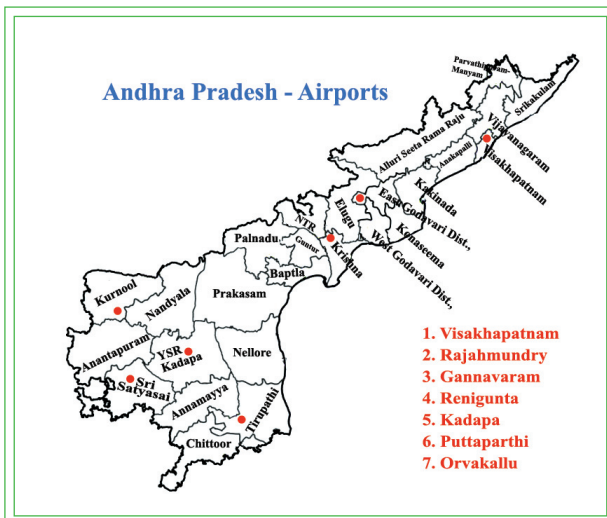 Andhra Pradesh - Airports
Parvathipuram-
Manyam
Srikakulam
Vijayanagaram
Visakhapatnam
Alluri Seeta Rama Raju
Anakapalli
Kakinada
East Godavari Dist.,
Konaseema
West Godavari Dist.,
Elugu
NTR
Krishna
Guntur
Palnadu
Baptla
Prakasam
Kurnool
Nandyala
Anantapuram
YSR
Kadapa
Nellore
Sri
Satyasai
Annamayya
Tirupathi
Chittoor
1. Visakhapatnam
2. Rajahmundry
3. Gannavaram
4. Renigunta
5. Kadapa
6. Puttaparthi
7. Orvakallu